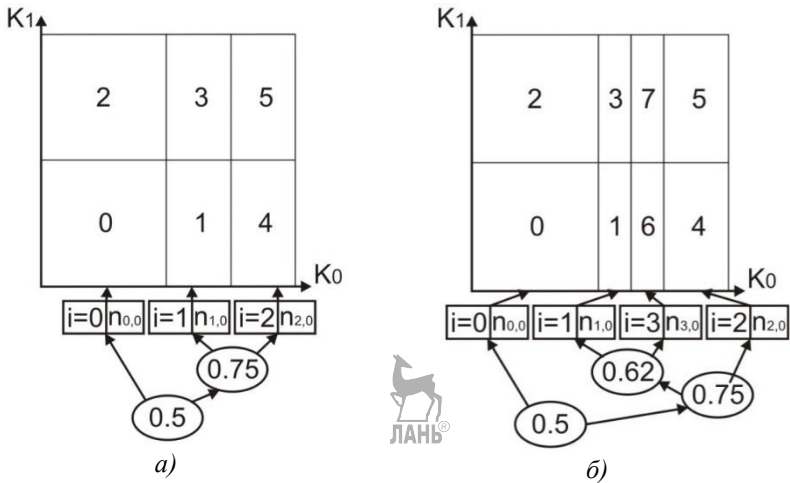 K1
2 3 5
0 1 4
K0
i=0 n0,0 i=1 n1,0 i=2 n2,0
0.75
0.5
а)
K1
2 3 7 5
0 1 6 4
K0
i=0 n0,0 i=1 n1,0 i=3 n3,0 i=2 n2,0
0.62
0.75
0.5
ЛАНЬ®
б)